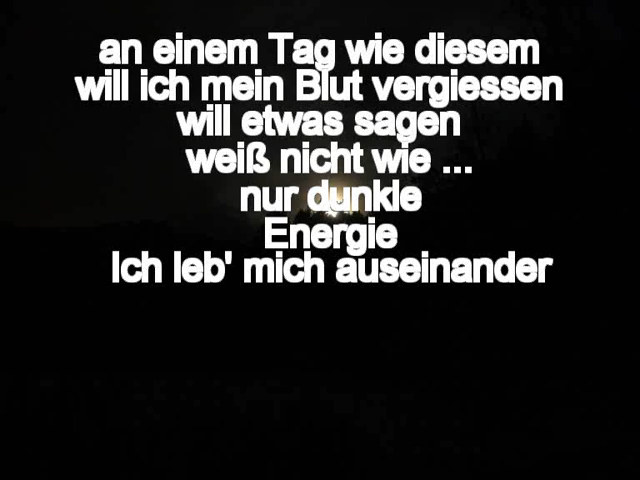 an einem Tag wie diesem
will ich mein Blut vergiessen
will etwas sagen
weiß nicht wie ...
nur dunkle
Energie
Ich leb' mich auseinander